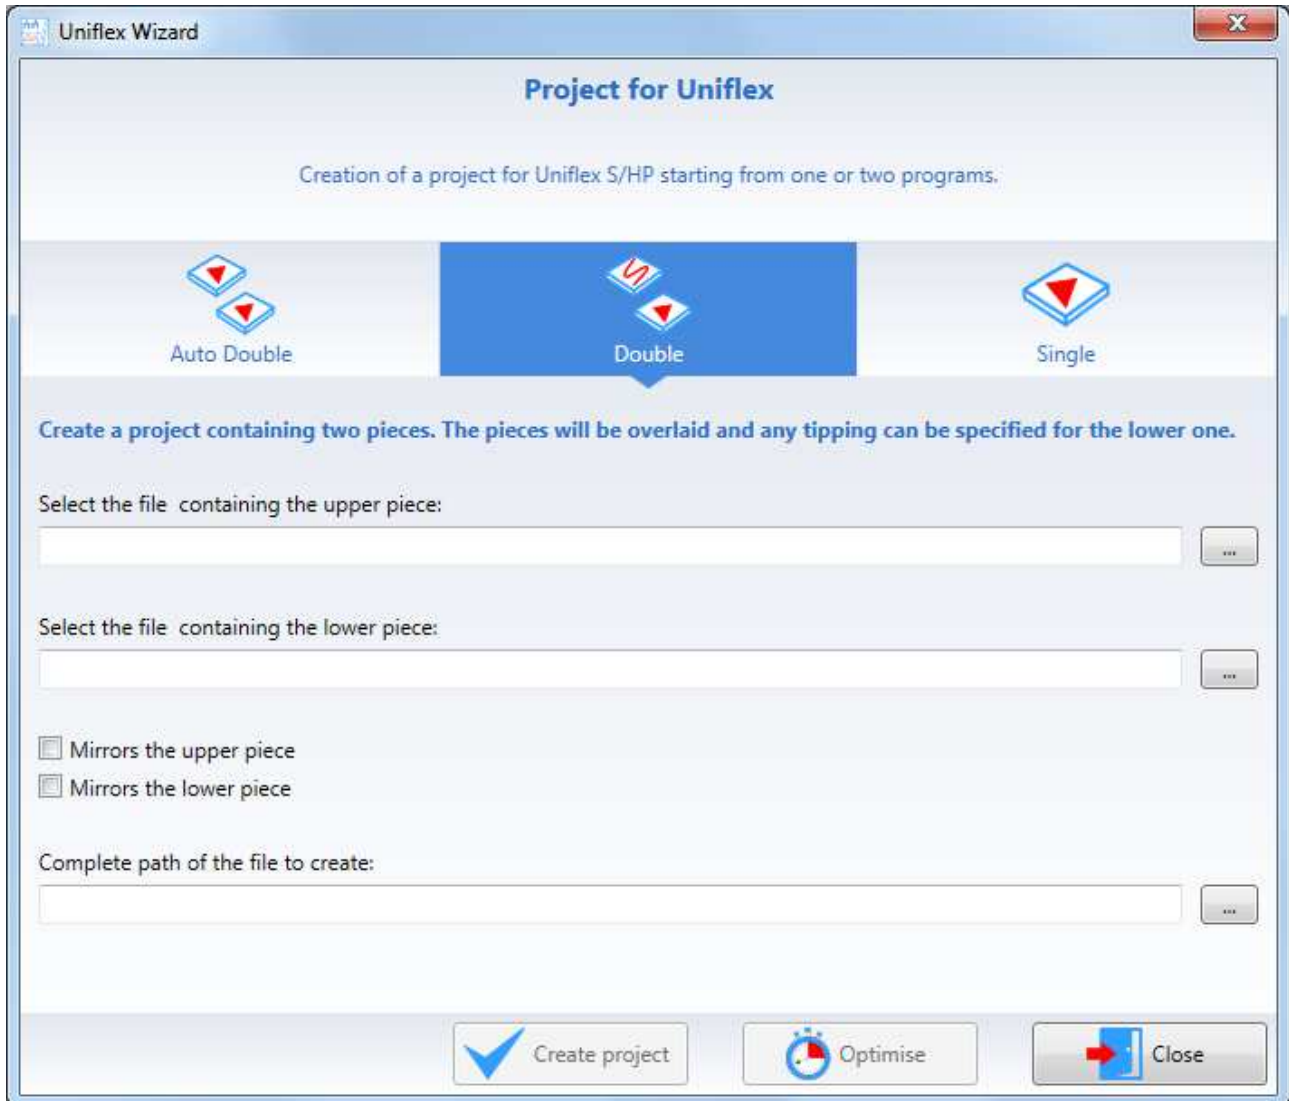 Uniflex Wizard
Project for Uniflex
Creation of a project for Uniflex S/HP starting from one or two programs.
Auto Double
Double
Single
Create a project containing two pieces. The pieces will be overlaid and any tipping can be specified for the lower one.
Select the file  containing the upper piece:
...
Select the file  containing the lower piece:
...
Mirrors the upper piece
Mirrors the lower piece
Complete path of the file to create:
...
Create project
Optimise
Close